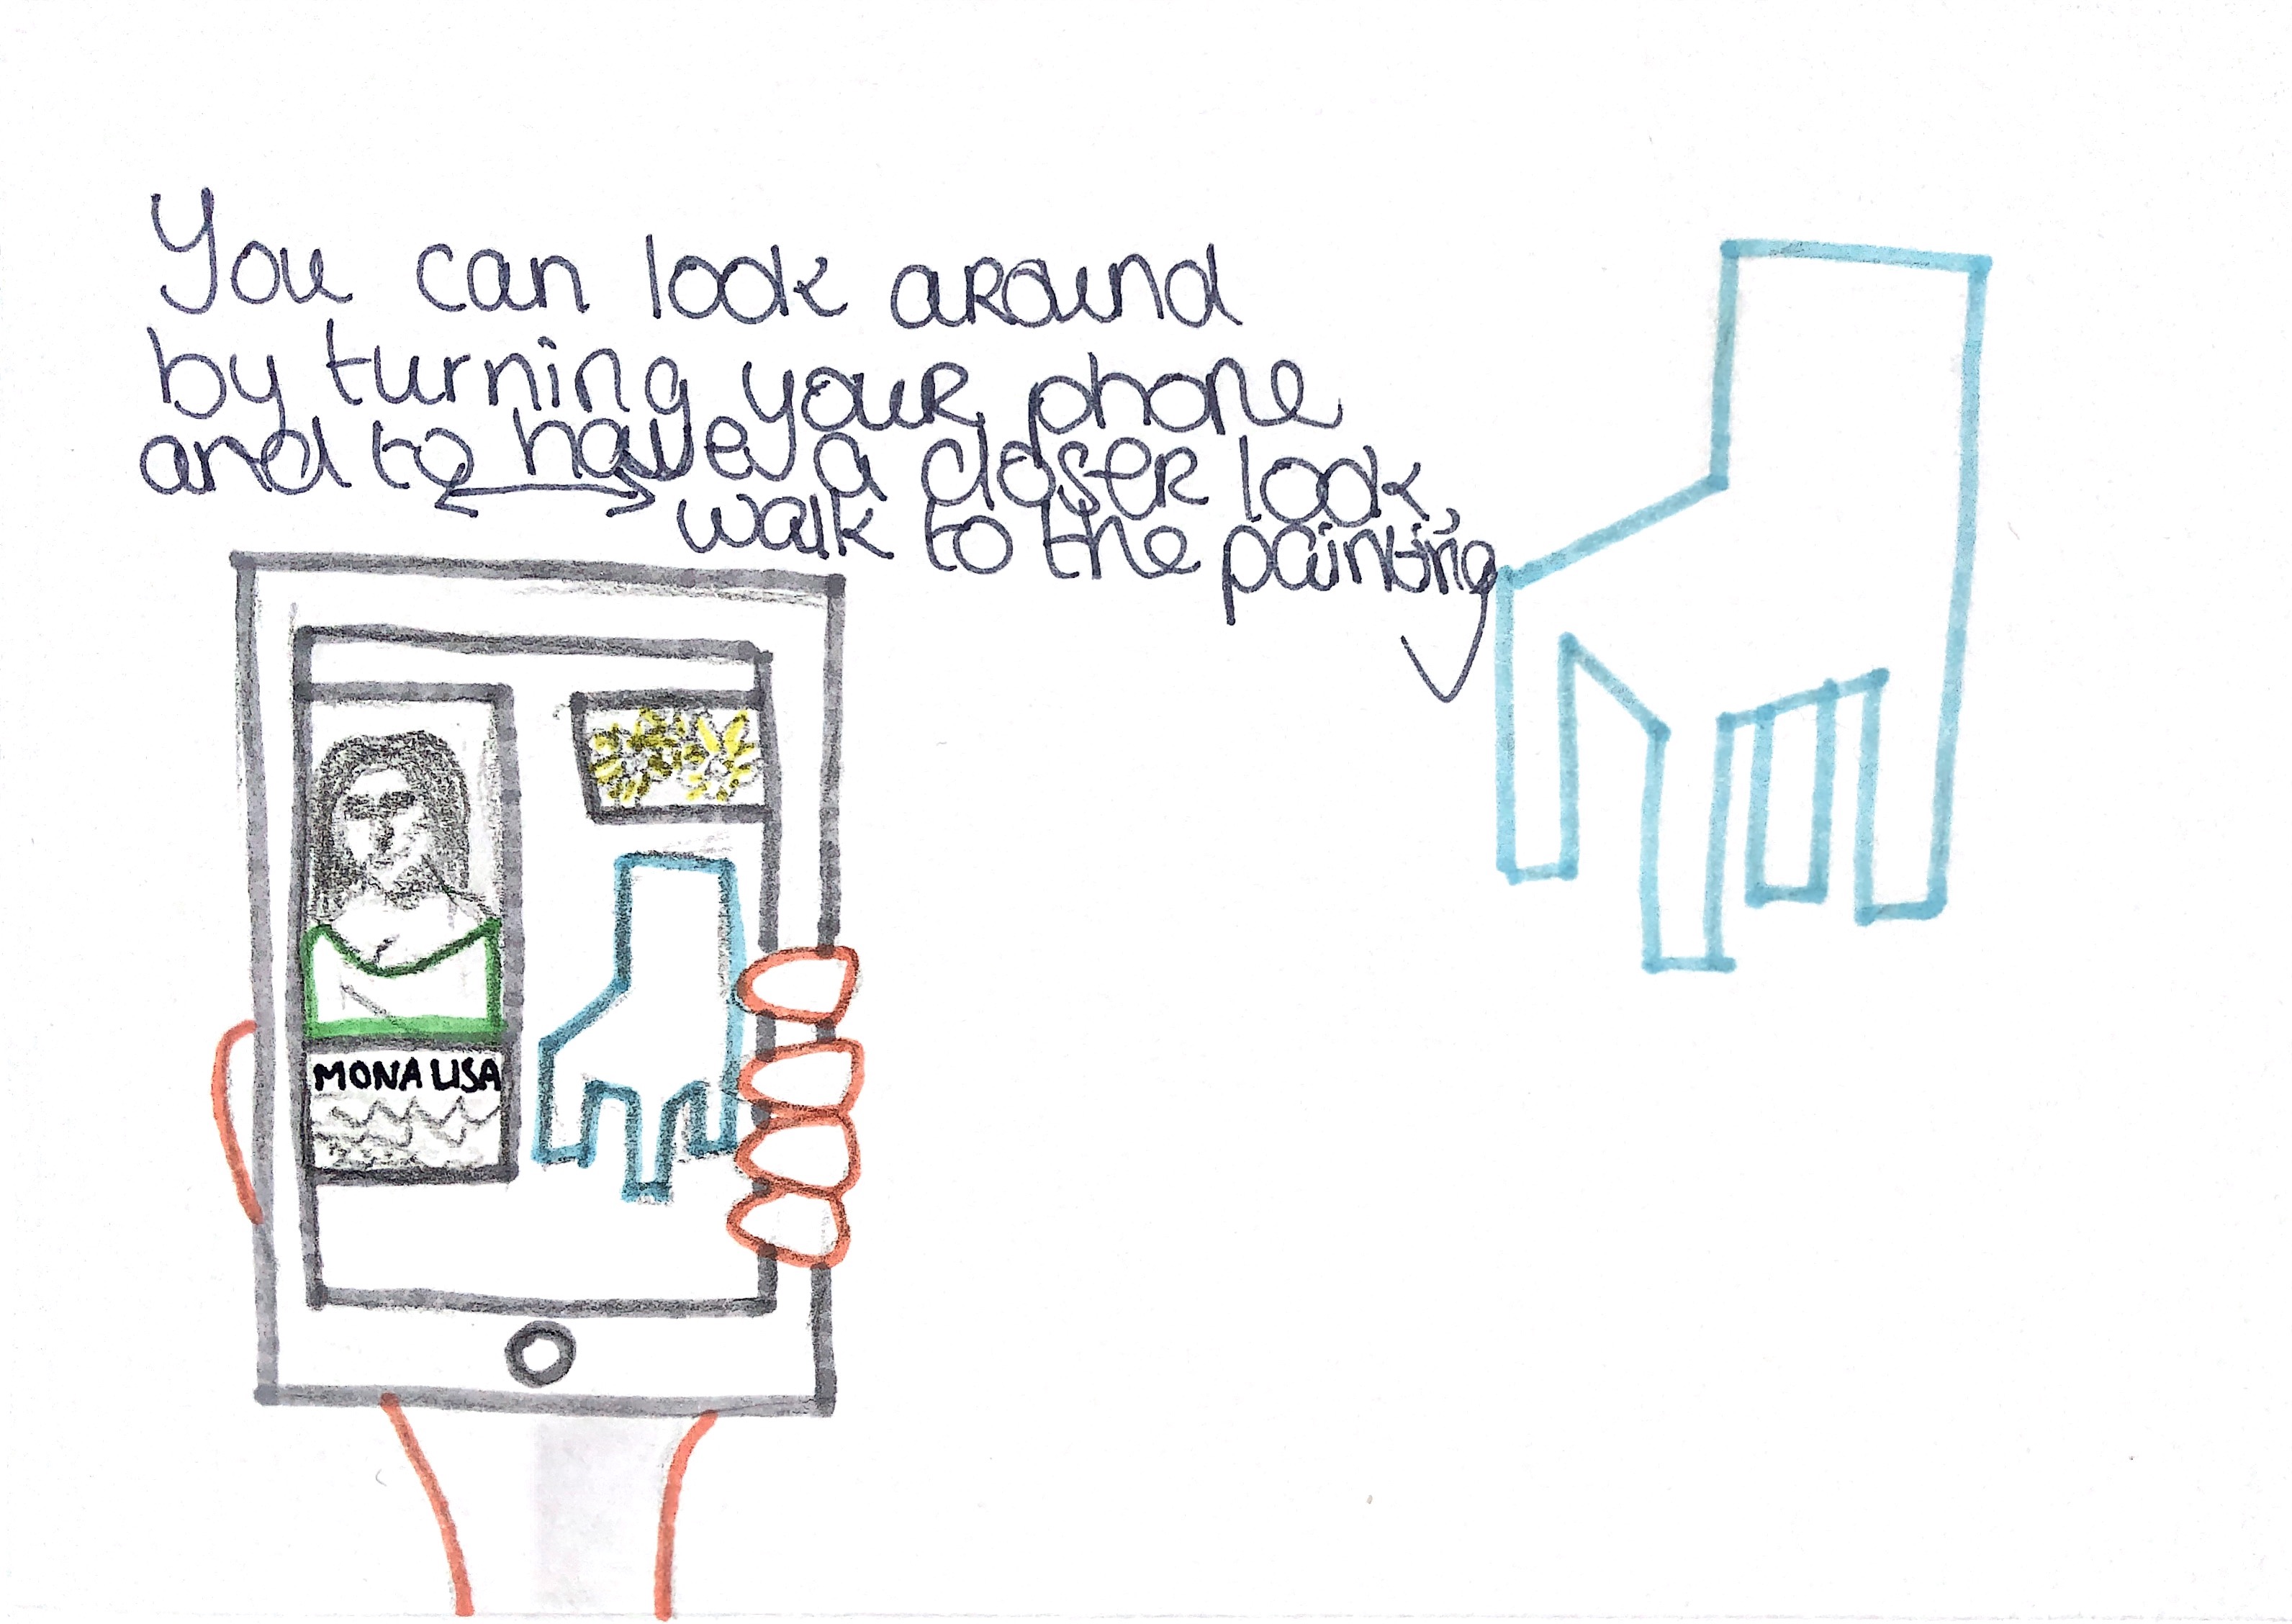 You can look around
by turning your phone
and to have a closer look,
walk to the painting
MONA LISA